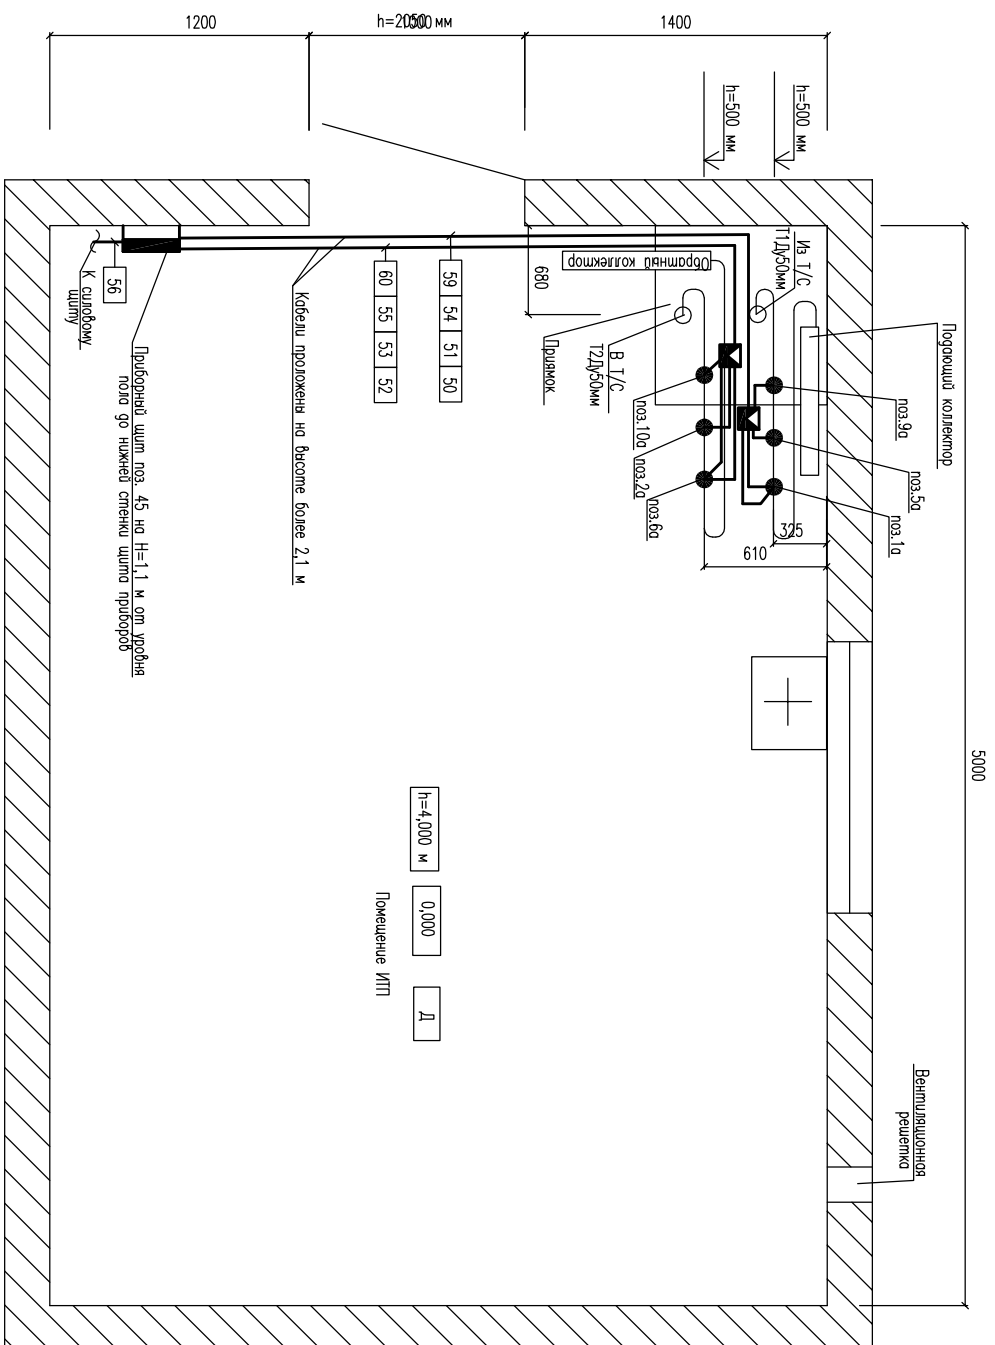 1200
h=2050 мм
1000
1400
h=500 мм
h=500 мм
Из Т/С
Т1Ду50мм
Подающий коллектор
Обратный коллектор
680
В Т/С
Т2Ду50мм
Приямок
поз.9а
поз.5а
поз.1а
поз.10а
поз.2а
поз.6а
325
610
59 54 51 50
60 55 53 52
56
К силовому
щиту
Приборный щит поз. 45 на Н=1,1 м от уровня
пола до нижней стенки щита приборов
Кабели проложены на высоте более 2,1 м
5000
h=4,000 м
0,000
Д
Помещение ИТП
Вентиляционная
решетка